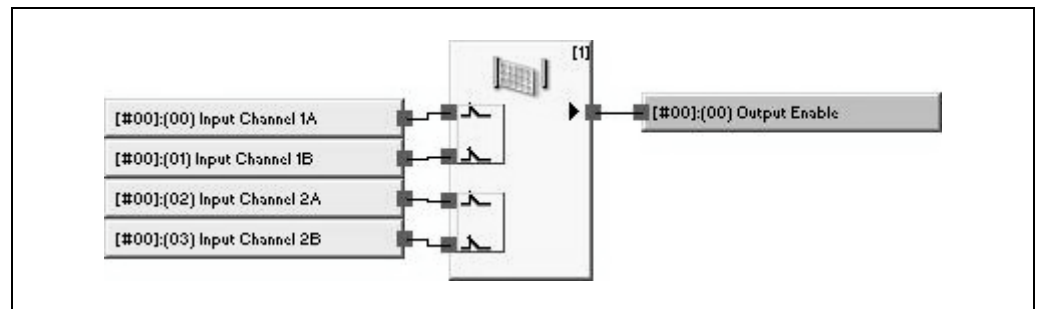 [1]
[#00]:(00) Input Channel 1A
[#00]:(00) Output Enable
[#00]:(01) Input Channel 1B
[#00]:(02) Input Channel 2A
[#00]:(03) Input Channel 2B